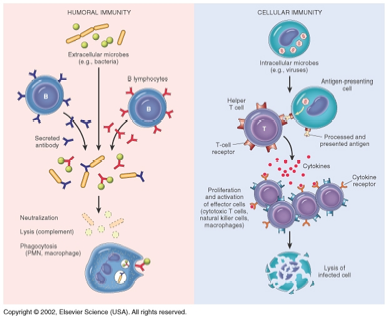 HUMORAL IMMUNITY
Extracellular microbes
(e.g., bacteria)
B lymphocytes
B
B
Secreted
antibody
Neutralization
Lysis (complement)
Phagocytosis
(PMN, macrophage)
CELLULAR IMMUNITY
Intracellular microbes
(e.g., viruses)
Antigen-presenting
cell
Helper
T cell
T
T-cell
receptor
Processed and
presented antigen
Cytokines
Cytokine
receptor
Proliferation
and activation
of effector cells
(cytotoxic T cells,
natural killer cells,
macrophages)
Lysis of
infected cell
Copyright © 2002, Elsevier Science (USA). All rights reserved.